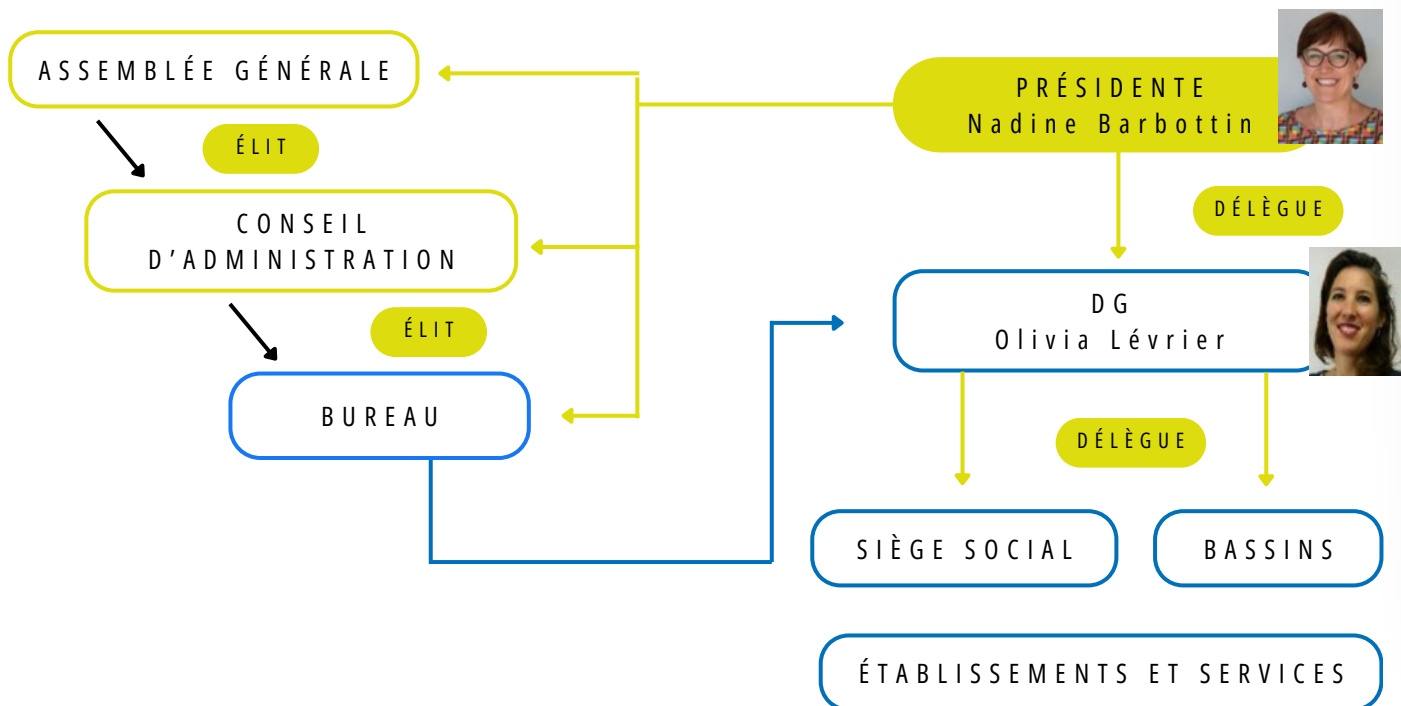 ASSEMBLÉE GÉNÉRALE
ÉLIT
CONSEIL
D'ADMINISTRATION
ÉLIT
BUREAU
PRÉSIDENTE
Nadine Barbottin
DÉLÈGUE
DG
Olivia Lévrier
DÉLÈGUE
SIÈGE SOCIAL
BASSINS
ÉTABLISSEMENTS ET SERVICES